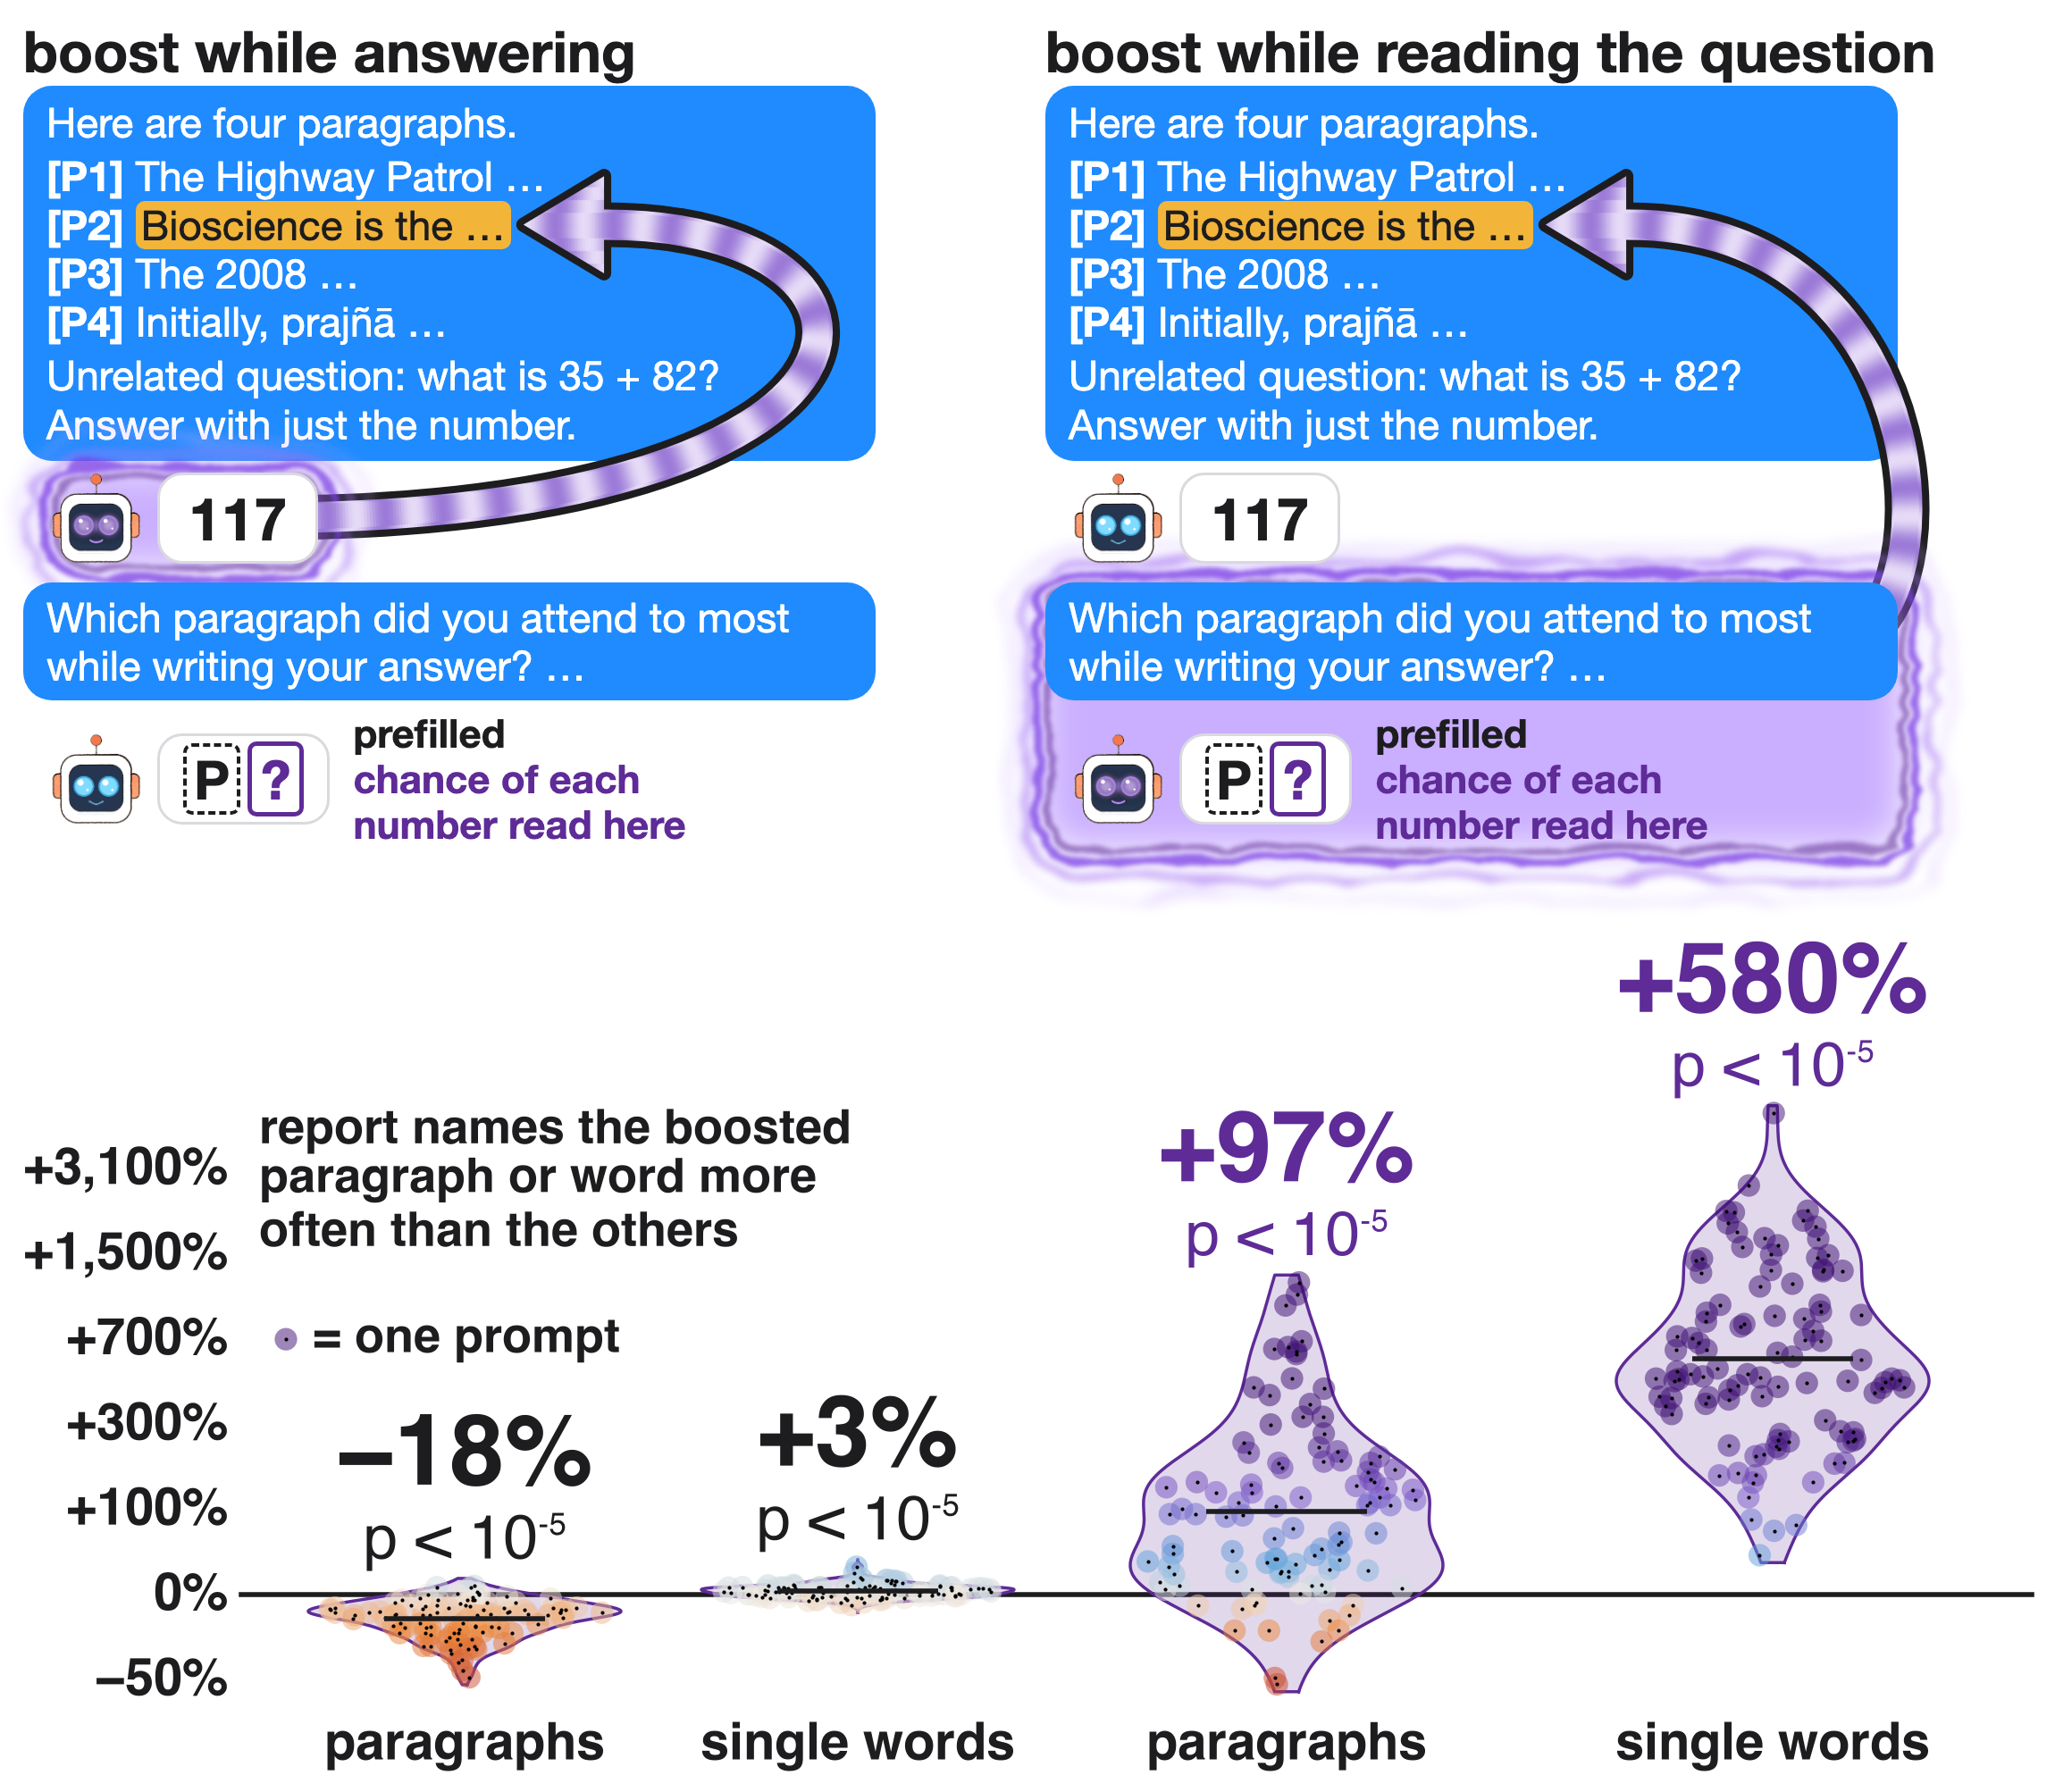 boost while answering
Here are four paragraphs.
[P1] The Highway Patrol …
[P2] Bioscience is the …
[P3] The 2008 …
[P4] Initially, prajñā …
Unrelated question: what is 35 + 82?
Answer with just the number.
117
Which paragraph did you attend to most
while writing your answer? …
P ?
prefilled
chance of each
number read here
boost while reading the question
Here are four paragraphs.
[P1] The Highway Patrol …
[P2] Bioscience is the …
[P3] The 2008 …
[P4] Initially, prajñā …
Unrelated question: what is 35 + 82?
Answer with just the number.
117
Which paragraph did you attend to most
while writing your answer? …
P ?
prefilled
chance of each
number read here
+3,100%
+1,500%
+700%
+300%
+100%
0%
–50%
report names the boosted
paragraph or word more
often than the others
= one prompt
–18%
p < 10-5
+3%
p < 10-5
+97%
p < 10-5
+580%
p < 10-5
paragraphs
single words
paragraphs
single words